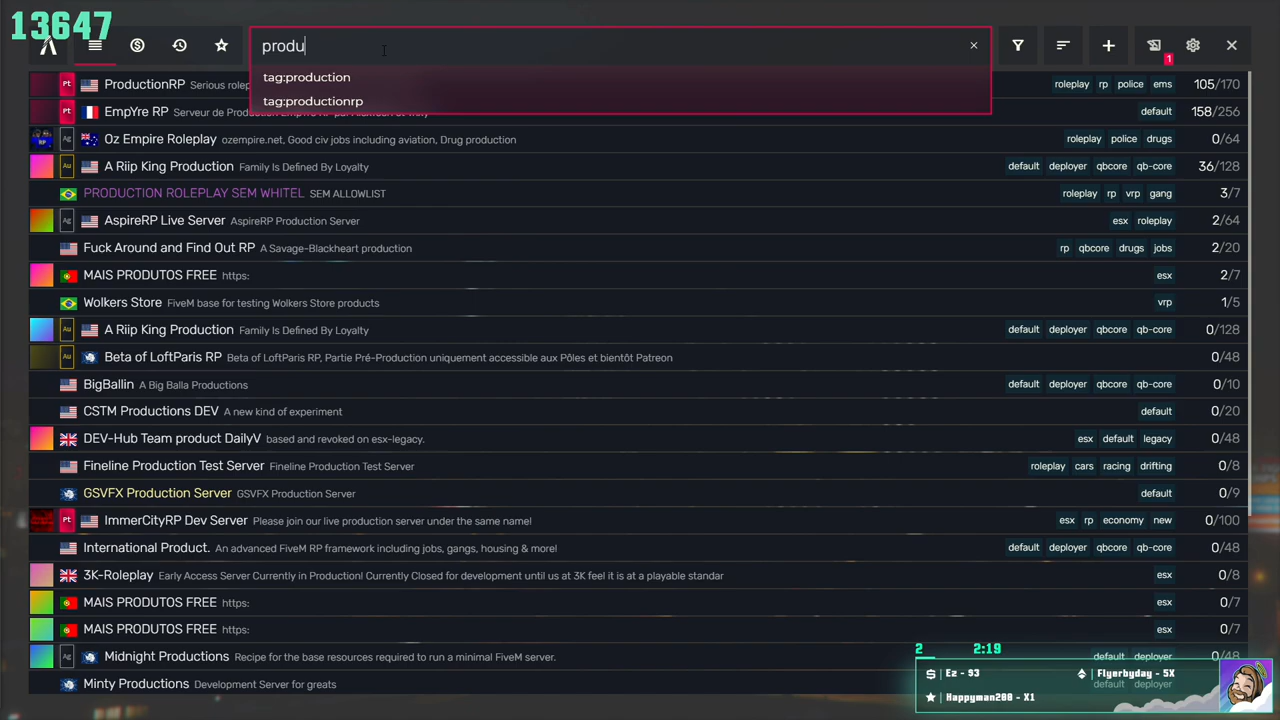 13647
produ
tag:production
tag:productionrp
1
Pt ProductionRP Serious rolep roleplay rp police ems 105/170
Pt EmpYre RP default 158/256
Ag Oz Empire Roleplay ozempire.net, Good civ jobs including aviation, Drug production roleplay police drugs 0/64
Au A Riip King Production Family Is Defined By Loyalty default deployer qbcore qb-core 36/128
PRODUCTION ROLEPLAY SEM WHITEL SEM ALLOWLIST roleplay rp vrp gang 3/7
Ag AspireRP Live Server AspireRP Production Server esx roleplay 2/64
Fuck Around and Find Out RP A Savage-Blackheart production rp qbcore drugs jobs 2/20
MAIS PRODUTOS FREE https: esx 2/7
Wolkers Store FiveM base for testing Wolkers Store products vrp 1/5
Au A Riip King Production Family Is Defined By Loyalty default deployer qbcore qb-core 0/128
Au Beta of LoftParis RP Beta of LoftParis RP, Partie Pré-Production uniquement accessible aux Pôles et bientôt Patreon 0/48
BigBallin A Big Balla Productions default deployer qbcore qb-core 0/10
CSTM Productions DEV A new kind of experiment default 0/20
DEV-Hub Team product DailyV based and revoked on esx-legacy. esx default legacy 0/48
Fineline Production Test Server Fineline Production Test Server roleplay cars racing drifting 0/8
GSVFX Production Server GSVFX Production Server default 0/9
Pt ImmerCityRP Dev Server Please join our live production server under the same name! esx rp economy new 0/100
International Product. An advanced FiveM RP framework including jobs, gangs, housing & more! default deployer qbcore qb-core 0/48
3K-Roleplay Early Access Server Currently in Production! Currently Closed for development until us at 3K feel it is at a playable standar esx 0/8
MAIS PRODUTOS FREE https: esx 0/7
MAIS PRODUTOS FREE https: esx 0/7
Ag Midnight Productions Recipe for the base resources required to run a minimal FiveM server. default deployer 0/48
Minty Productions Development Server for greats default deployer
2 2:19
Ez - 93 Flyerbyday - 5X
Happyman200 - X1